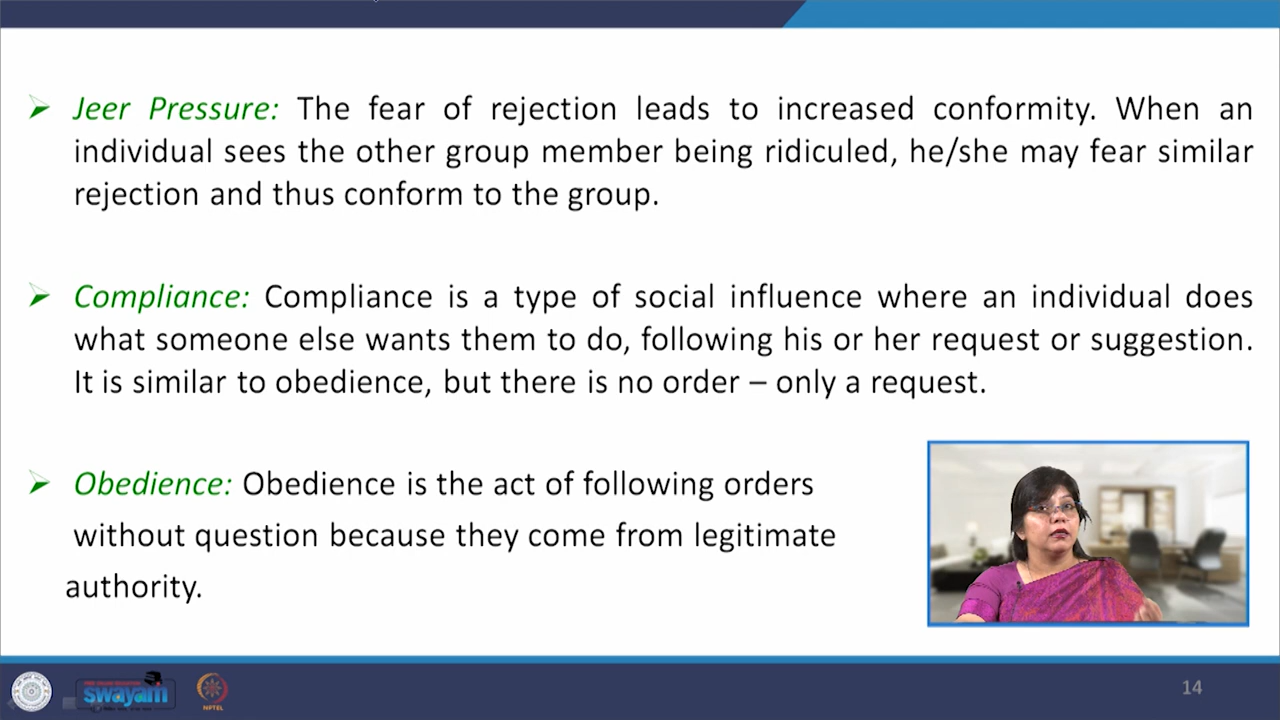 Jeer Pressure: The fear of rejection leads to increased conformity. When an
individual sees the other group member being ridiculed, he/she may fear similar
rejection and thus conform to the group.
Compliance: Compliance is a type of social influence where an individual does
what someone else wants them to do, following his or her request or suggestion.
It is similar to obedience, but there is no order – only a request.
Obedience: Obedience is the act of following orders
without question because they come from legitimate
authority.
swayam
NPTEL
14